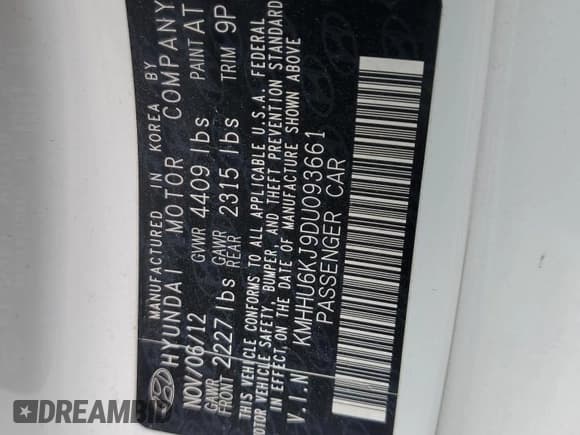 MANUFACTURED IN KOREA BY
HYUNDAI MOTOR COMPANY
NOV/06/12 GVWR 4409 lbs PAINT AT
GAWR FRONT 2227 lbs GAWR REAR 2315 lbs TRIM 9P
THIS VEHICLE CONFORMS TO ALL APPLICABLE U.S.A. FEDERAL
MOTOR VEHICLE SAFETY, BUMPER, AND THEFT PREVENTION STANDARD
IN EFFECT ON THE DATE OF MANUFACTURE SHOWN ABOVE
V.I.N KMHHU6KJ9DU093661
PASSENGER CAR
DREAMBID